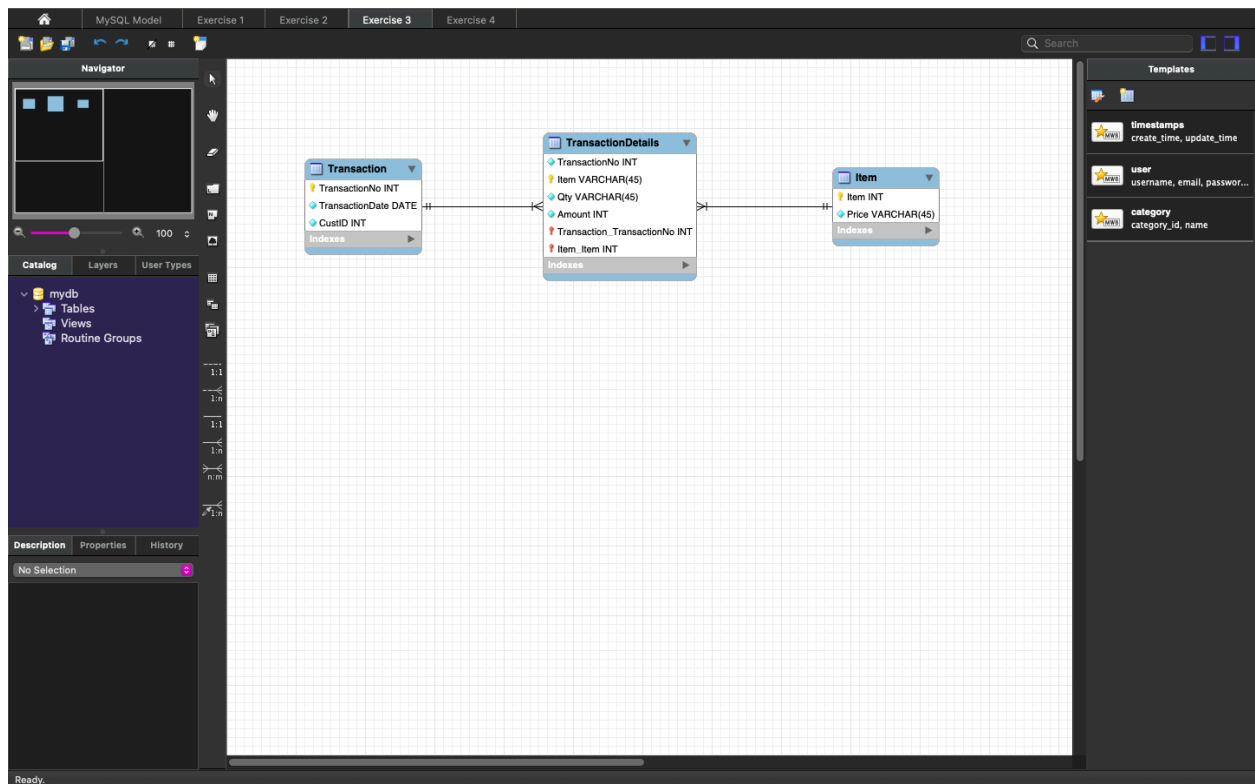 MySQL Model
Exercise 1
Exercise 2
Exercise 3
Exercise 4
Search
Navigator
100
Catalog
Layers
User Types
mydb
Tables
Views
Routine Groups
Description
Properties
History
No Selection
1:1
1:n
1:1
1:n
n:m
1:n
Transaction
TransactionNo INT
TransactionDate DATE
CustID INT
Indexes
TransactionDetails
TransactionNo INT
Item VARCHAR(45)
Qty VARCHAR(45)
Amount INT
Transaction_TransactionNo INT
Item_Item INT
Indexes
Item
Item INT
Price VARCHAR(45)
Indexes
Templates
MWB
timestamps
create_time, update_time
MWB
user
username, email, passwor...
MWB
category
category_id, name
Ready.